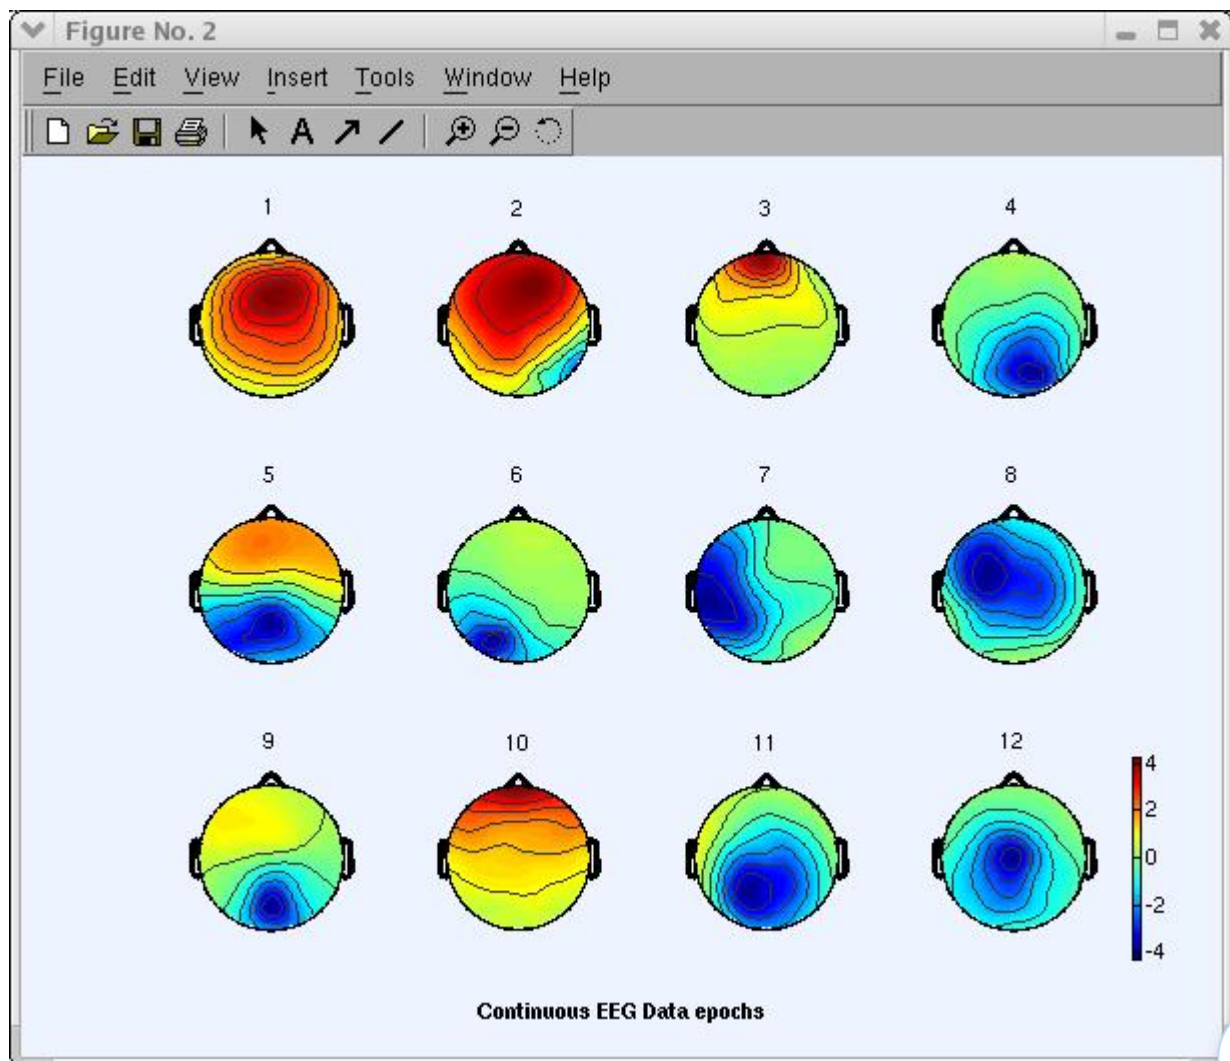 Figure No. 2
File Edit View Insert Tools Window Help
A
1 2 3 4
5 6 7 8
9 10 11 12
4
2
0
-2
-4
Continuous EEG Data epochs